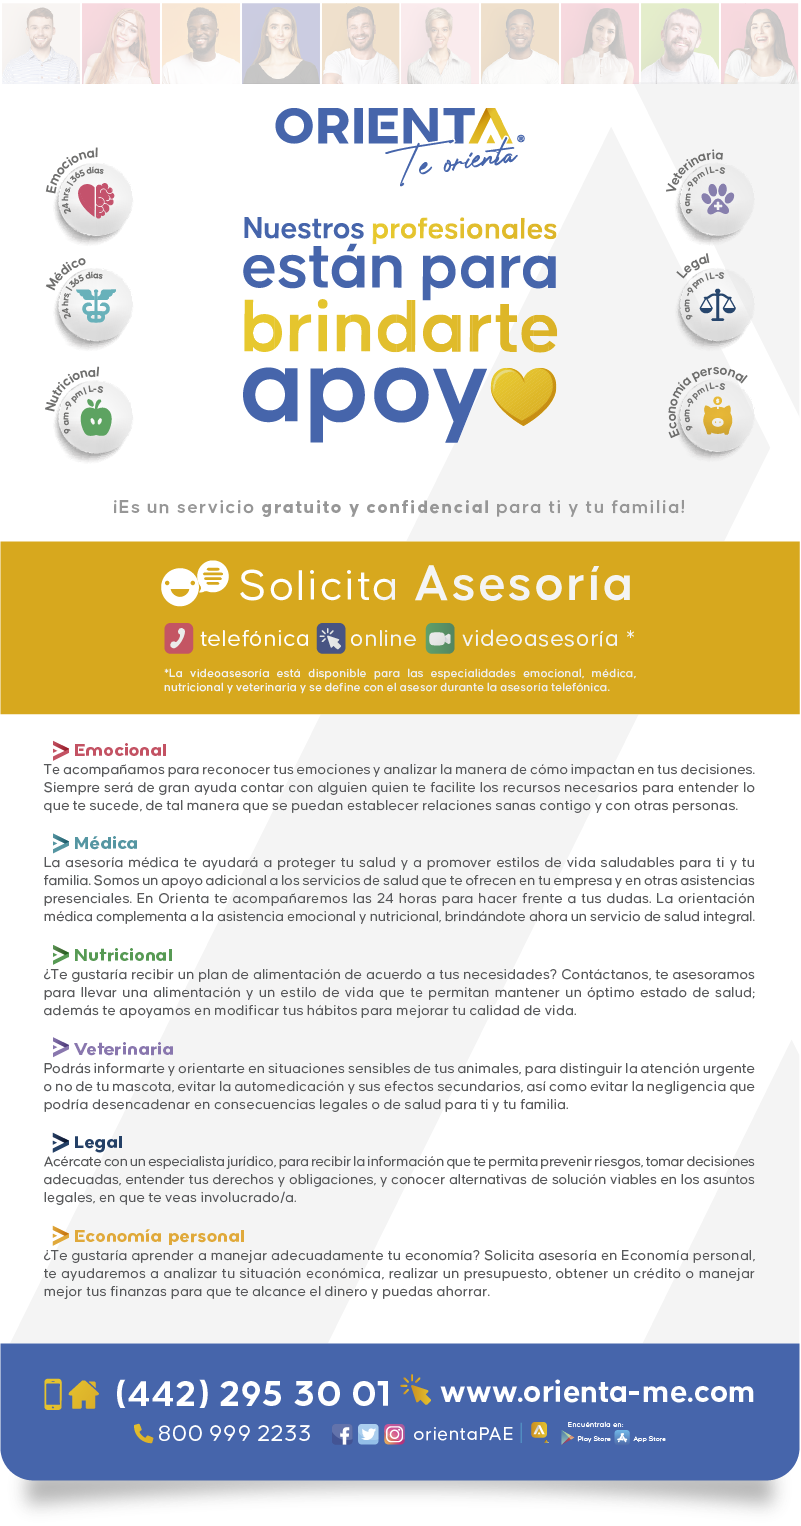 ORIENTA®
Te orienta
Emocional
24 hrs. | 365 días
Médico
24 hrs. | 365 días
Nutricional
9 am -9 pm | L-S
Veterinaria
9 am -9 pm | L-S
Legal
9 am -9 pm | L-S
Economía personal
9 am -9 pm | L-S
Nuestros profesionales
están para
brindarte
apoy
¡Es un servicio gratuito y confidencial para ti y tu familia!
Solicita Asesoría
telefónica online videoasesoría *
*La videoasesoría está disponible para las especialidades emocional, médica,
nutricional y veterinaria y se define con el asesor durante la asesoría telefónica.
Emocional
Te acompañamos para reconocer tus emociones y analizar la manera de cómo impactan en tus decisiones.
Siempre será de gran ayuda contar con alguien quien te facilite los recursos necesarios para entender lo
que te sucede, de tal manera que se puedan establecer relaciones sanas contigo y con otras personas.
Médica
La asesoría médica te ayudará a proteger tu salud y a promover estilos de vida saludables para ti y tu
familia. Somos un apoyo adicional a los servicios de salud que te ofrecen en tu empresa y en otras asistencias
presenciales. En Orienta te acompañaremos las 24 horas para hacer frente a tus dudas. La orientación
médica complementa a la asistencia emocional y nutricional, brindándote ahora un servicio de salud integral.
Nutricional
¿Te gustaría recibir un plan de alimentación de acuerdo a tus necesidades? Contáctanos, te asesoramos
para llevar una alimentación y un estilo de vida que te permitan mantener un óptimo estado de salud;
además te apoyamos en modificar tus hábitos para mejorar tu calidad de vida.
Veterinaria
Podrás informarte y orientarte en situaciones sensibles de tus animales, para distinguir la atención urgente
o no de tu mascota, evitar la automedicación y sus efectos secundarios, así como evitar la negligencia que
podría desencadenar en consecuencias legales o de salud para ti y tu familia.
Legal
Acércate con un especialista jurídico, para recibir la información que te permita prevenir riesgos, tomar decisiones
adecuadas, entender tus derechos y obligaciones, y conocer alternativas de solución viables en los asuntos
legales, en que te veas involucrado/a.
Economía personal
¿Te gustaría aprender a manejar adecuadamente tu economía? Solicita asesoría en Economía personal,
te ayudaremos a analizar tu situación económica, realizar un presupuesto, obtener un crédito o manejar
mejor tus finanzas para que te alcance el dinero y puedas ahorrar.
(442) 295 30 01 www.orienta-me.com
800 999 2233 orientaPAE
Encuéntrala en:
Play Store App Store